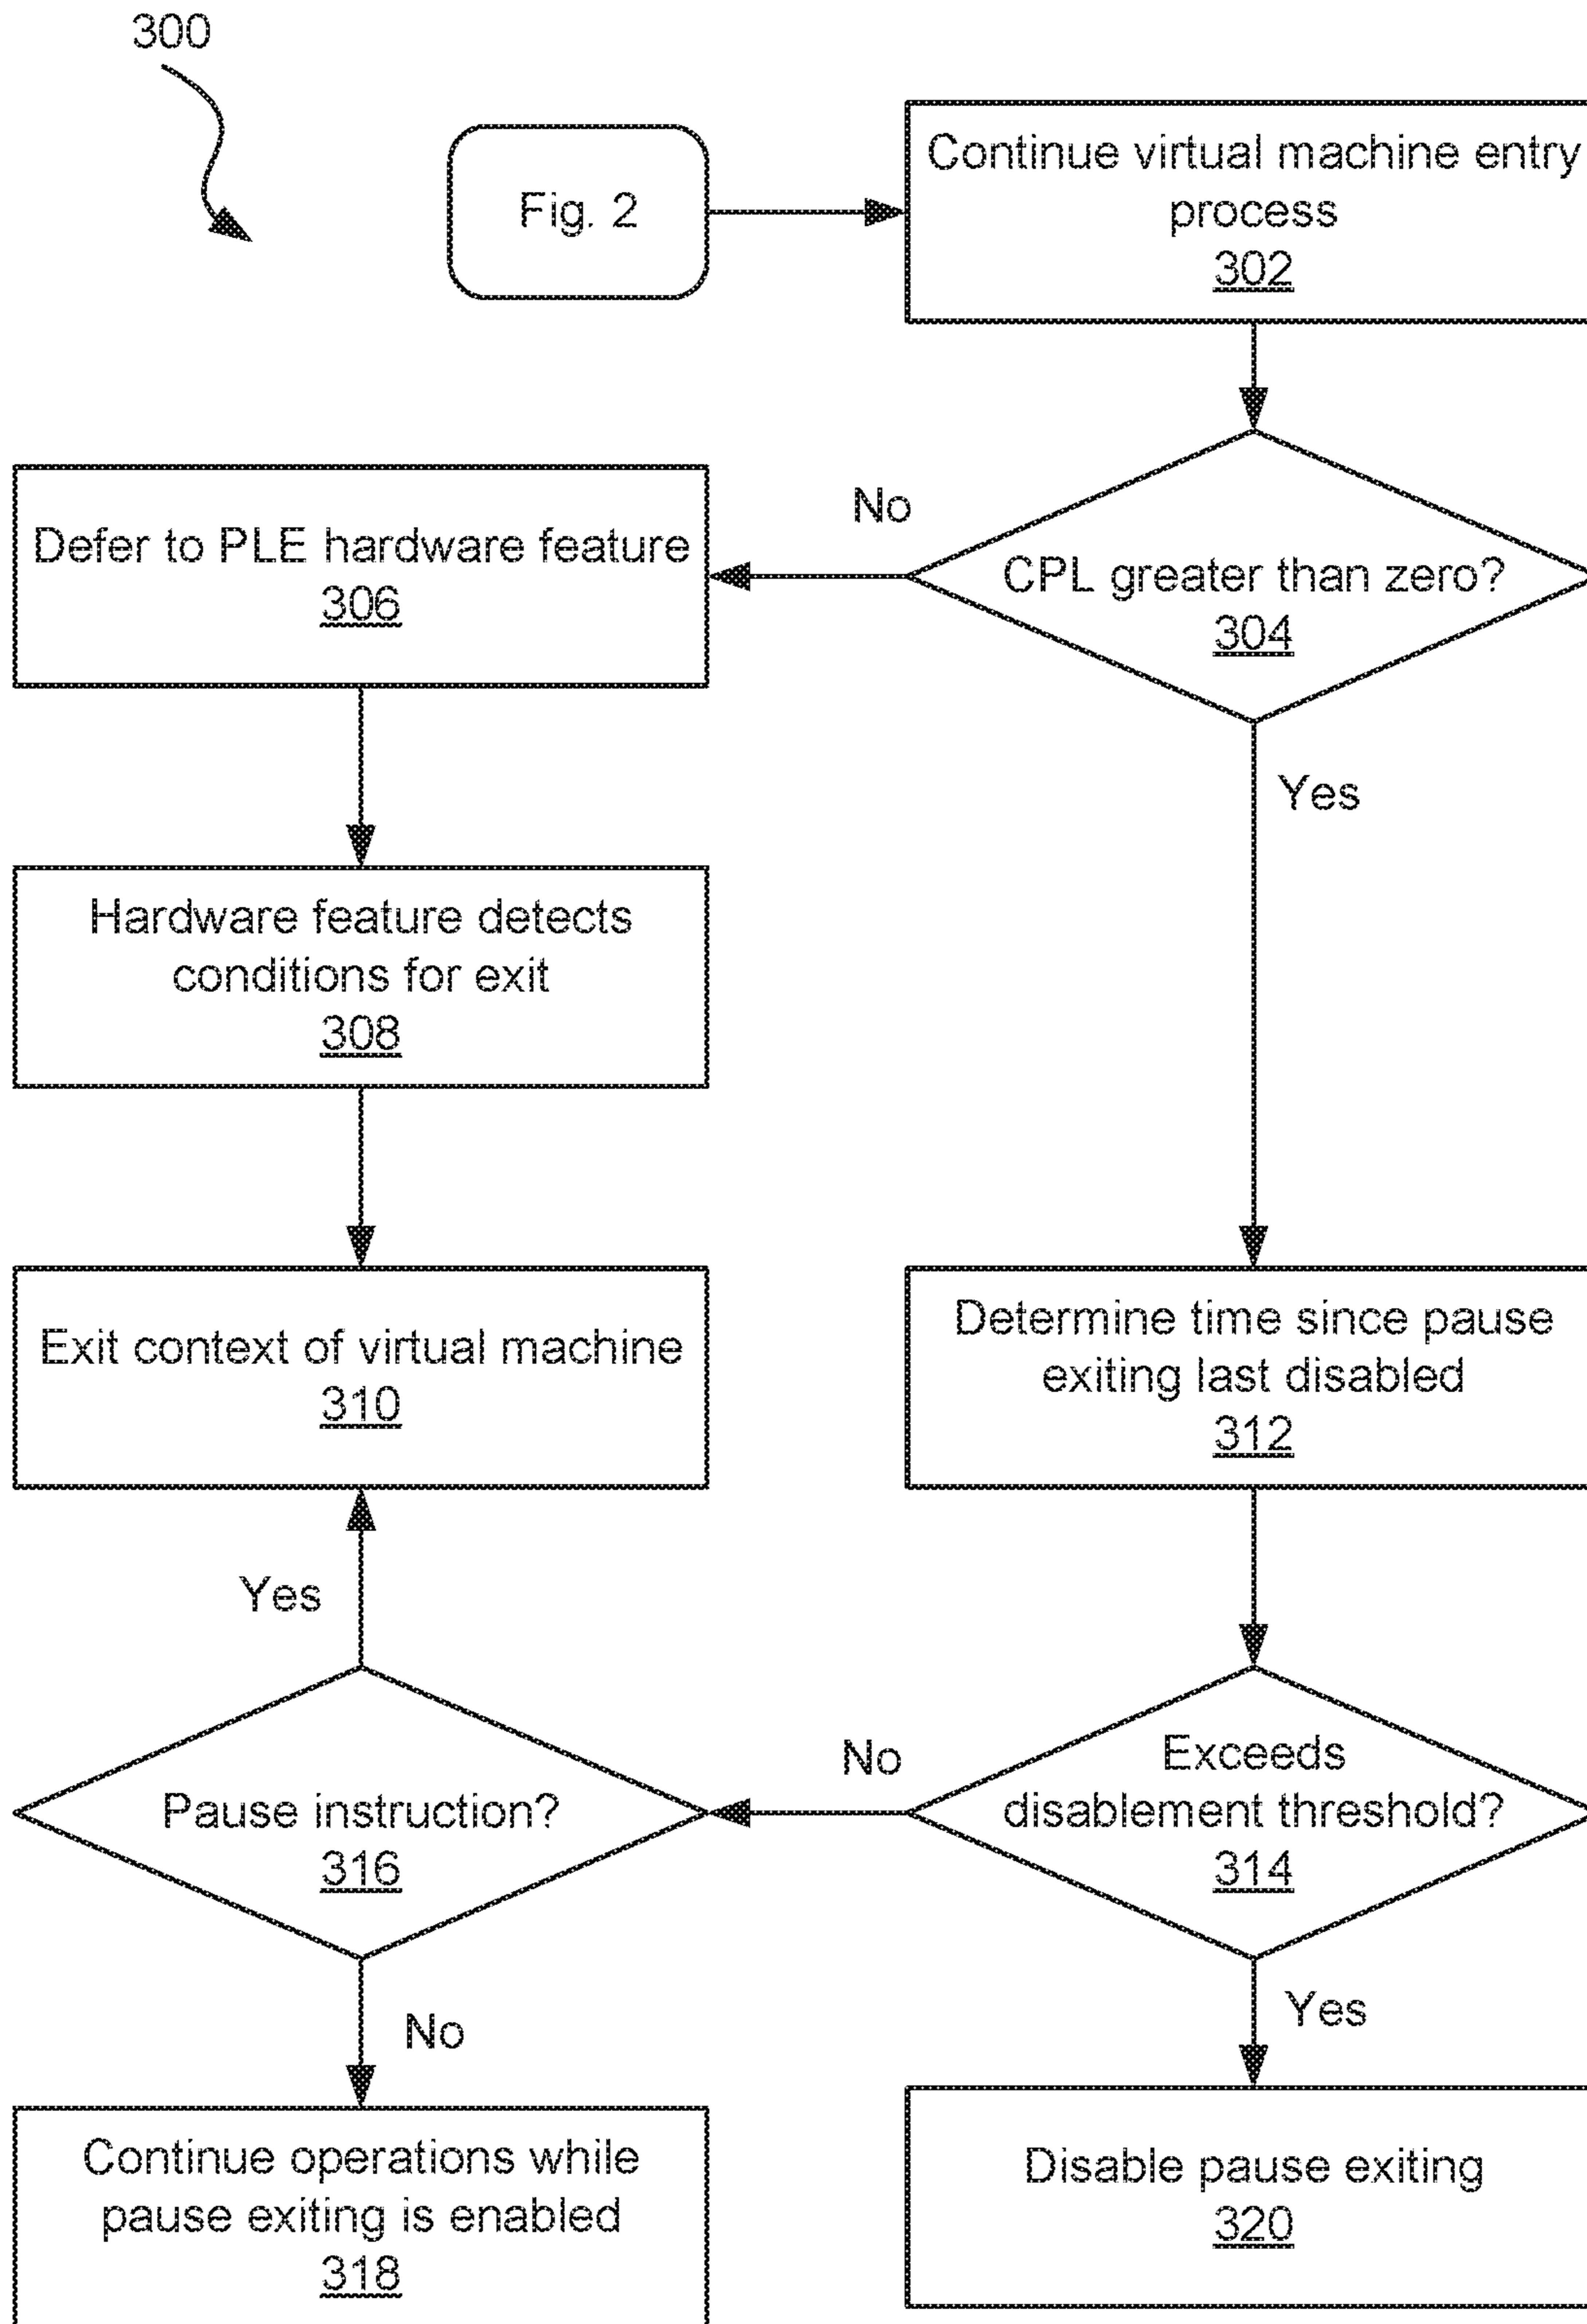 300
Fig. 2
Continue virtual machine entry
process
302
CPL greater than zero?
304
No
Yes
Defer to PLE hardware feature
306
Hardware feature detects
conditions for exit
308
Exit context of virtual machine
310
Determine time since pause
exiting last disabled
312
Exceeds
disablement threshold?
314
No
Yes
Pause instruction?
316
Yes
No
Continue operations while
pause exiting is enabled
318
Disable pause exiting
320